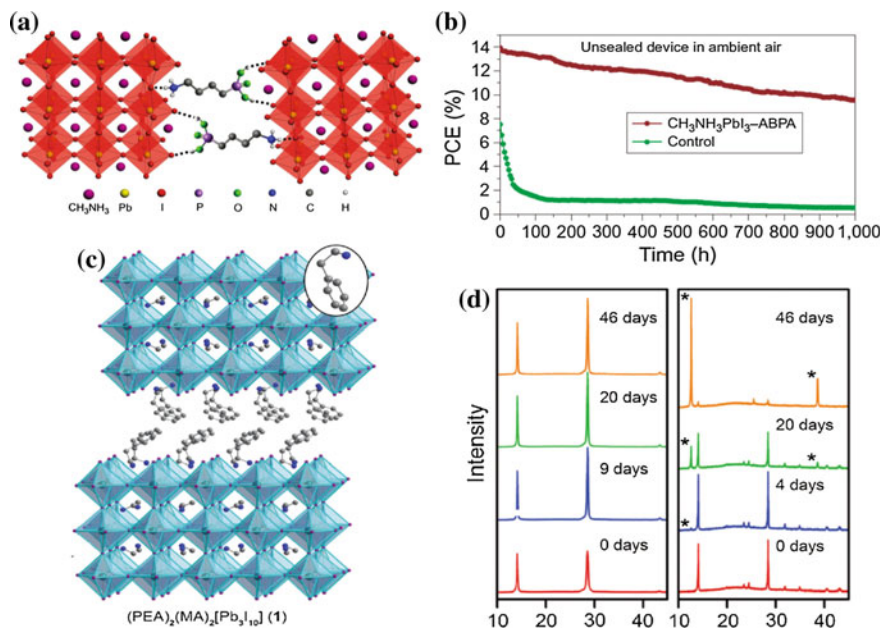 (a)
CH₃NH₃ Pb I P O N C H
(b)
Unsealed device in ambient air
PCE (%)
14
12
10
8
6
4
2
0
CH₃NH₃PbI₃–ABPA
Control
0 100 200 300 400 500 600 700 800 900 1,000
Time (h)
(c)
(PEA)₂(MA)₂[Pb₃I₁₀] (1)
(d)
Intensity
46 days
20 days
9 days
0 days
10 20 30 40
* 46 days
*
20 days
* *
4 days
*
0 days
10 20 30 40